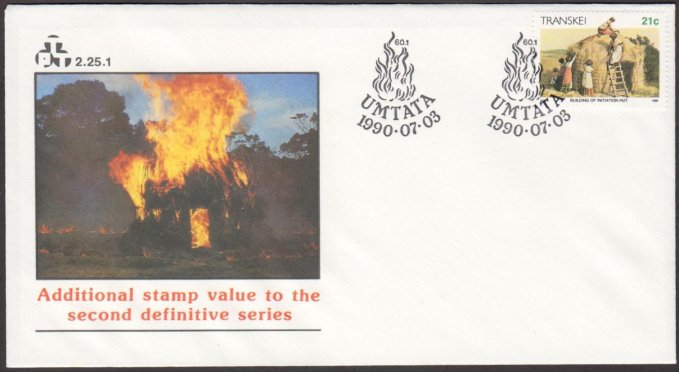 2.25.1
60.1
UMTATA
1990·07·03
60.1
UMTATA
1990·07·03
TRANSKEI 21c
BUILDING OF INITIATION HUT
Additional stamp value to the
second definitive series